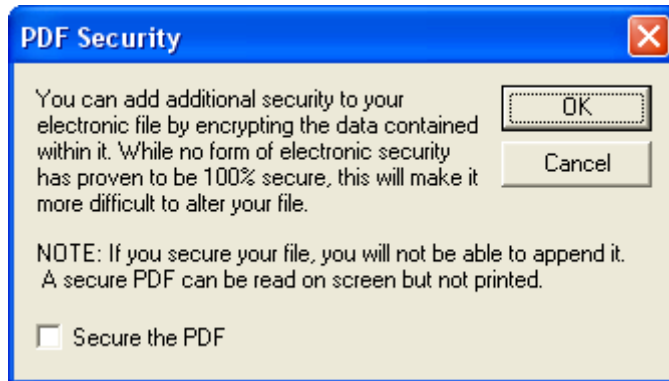 PDF Security
You can add additional security to your
electronic file by encrypting the data contained
within it. While no form of electronic security
has proven to be 100% secure, this will make it
more difficult to alter your file.
OK
Cancel
NOTE: If you secure your file, you will not be able to append it.
A secure PDF can be read on screen but not printed.
Secure the PDF